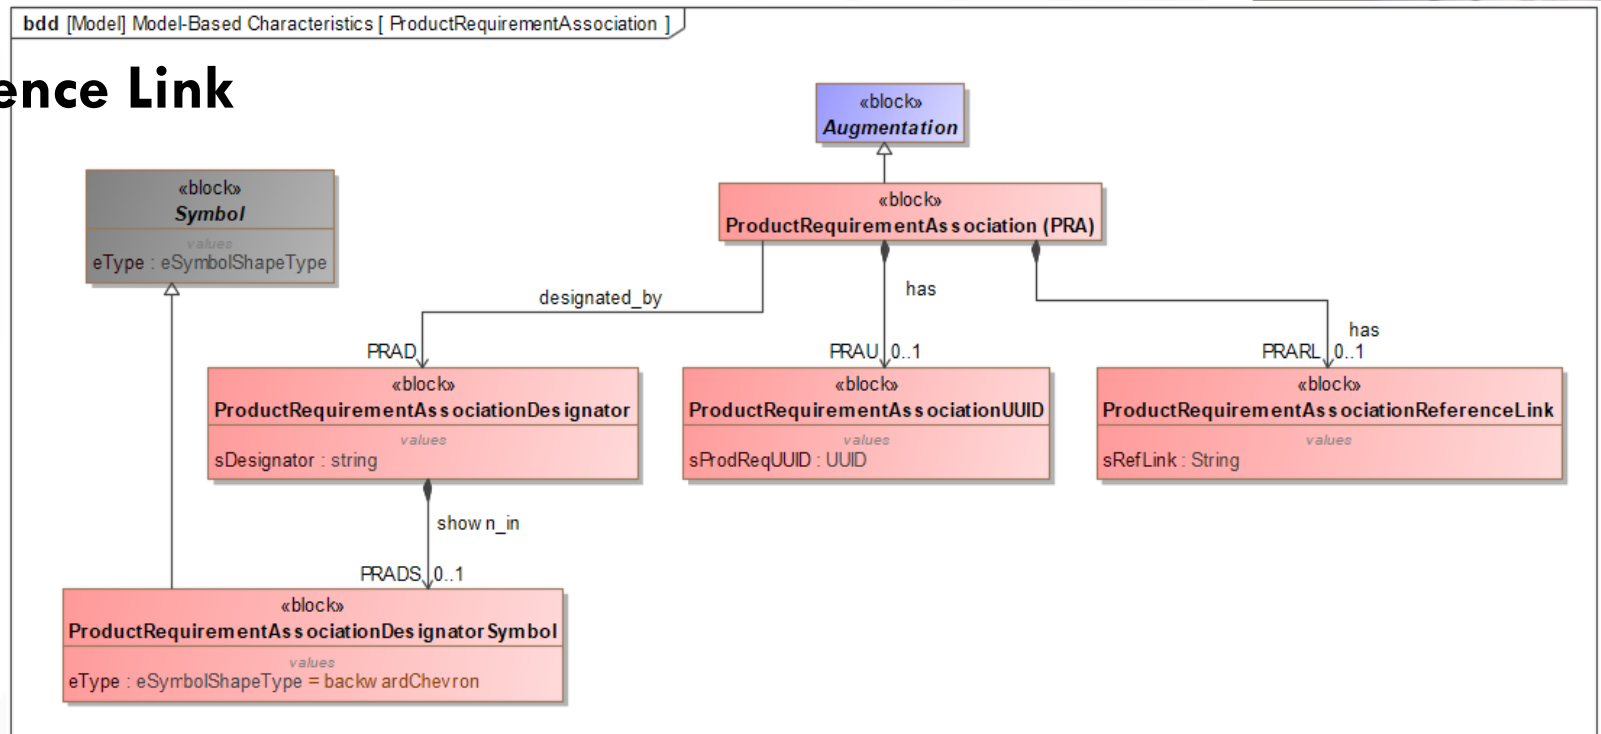 bdd [Model] Model-Based Characteristics [ ProductRequirementAssociation ]
ence Link
«block»
Augmentation
«block»
Symbol
values
eType : eSymbolShapeType
«block»
ProductRequirementAssociation (PRA)
designated_by
has
has
PRAD
PRAU 0..1
PRARL 0..1
«block»
ProductRequirementAssociationDesignator
values
sDesignator : string
«block»
ProductRequirementAssociationUUID
values
sProdReqUUID : UUID
«block»
ProductRequirementAssociationReferenceLink
values
sRefLink : String
shown_in
PRADS 0..1
«block»
ProductRequirementAssociationDesignatorSymbol
values
eType : eSymbolShapeType = backwardChevron